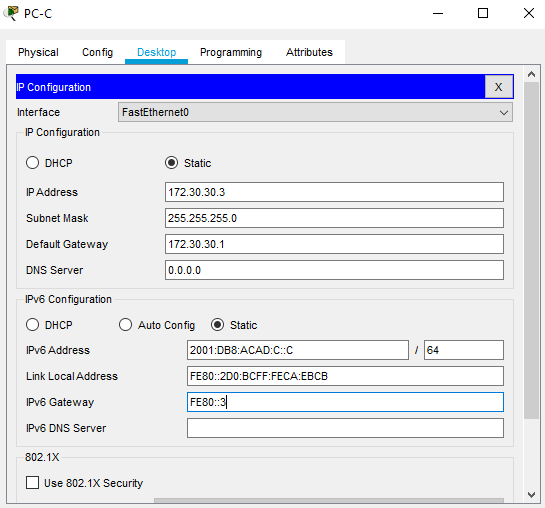 PC-C
Physical Config Desktop Programming Attributes
IP Configuration X
Interface FastEthernet0
IP Configuration
DHCP Static
IP Address 172.30.30.3
Subnet Mask 255.255.255.0
Default Gateway 172.30.30.1
DNS Server 0.0.0.0
IPv6 Configuration
DHCP Auto Config Static
IPv6 Address 2001:DB8:ACAD:C::C / 64
Link Local Address FE80::2D0:BCFF:FECA:EBCB
IPv6 Gateway FE80::3
IPv6 DNS Server
802.1X
Use 802.1X Security